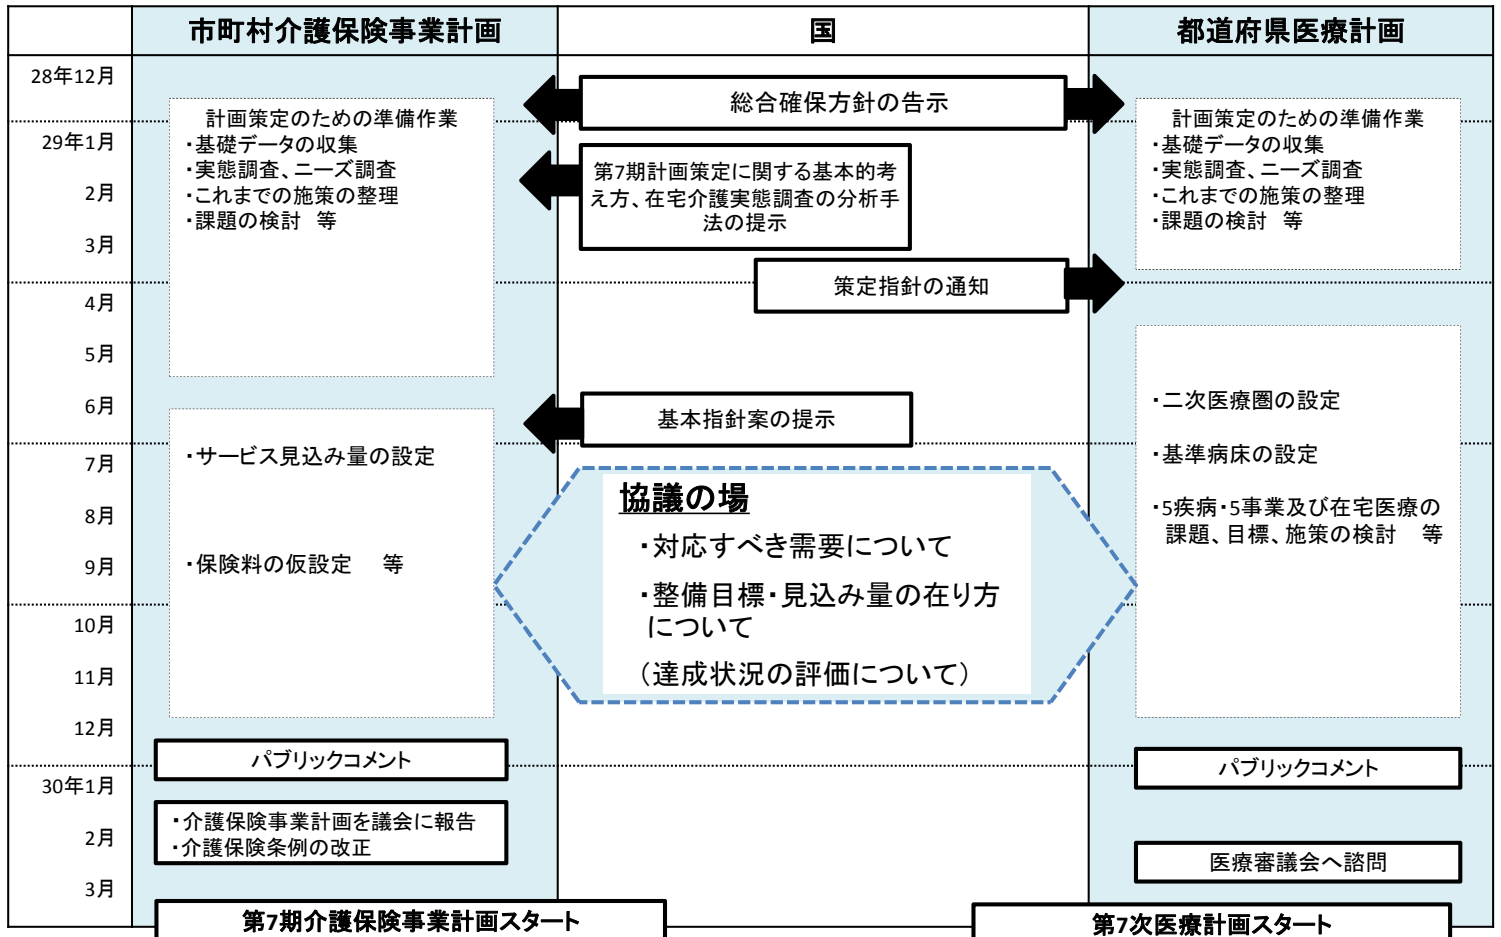 市町村介護保険事業計画
国
都道府県医療計画
28年12月
29年1月
2月
3月
4月
5月
6月
7月
8月
9月
10月
11月
12月
30年1月
2月
3月
計画策定のための準備作業
・基礎データの収集
・実態調査、ニーズ調査
・これまでの施策の整理
・課題の検討　等
・サービス見込み量の設定
・保険料の仮設定　等
パブリックコメント
・介護保険事業計画を議会に報告
・介護保険条例の改正
第7期介護保険事業計画スタート
総合確保方針の告示
第7期計画策定に関する基本的考
え方、在宅介護実態調査の分析手
法の提示
策定指針の通知
基本指針案の提示
協議の場
・対応すべき需要について
・整備目標・見込み量の在り方
について
（達成状況の評価について）
計画策定のための準備作業
・基礎データの収集
・実態調査、ニーズ調査
・これまでの施策の整理
・課題の検討　等
・二次医療圏の設定
・基準病床の設定
・5疾病・5事業及び在宅医療の
課題、目標、施策の検討　等
パブリックコメント
医療審議会へ諮問
第7次医療計画スタート